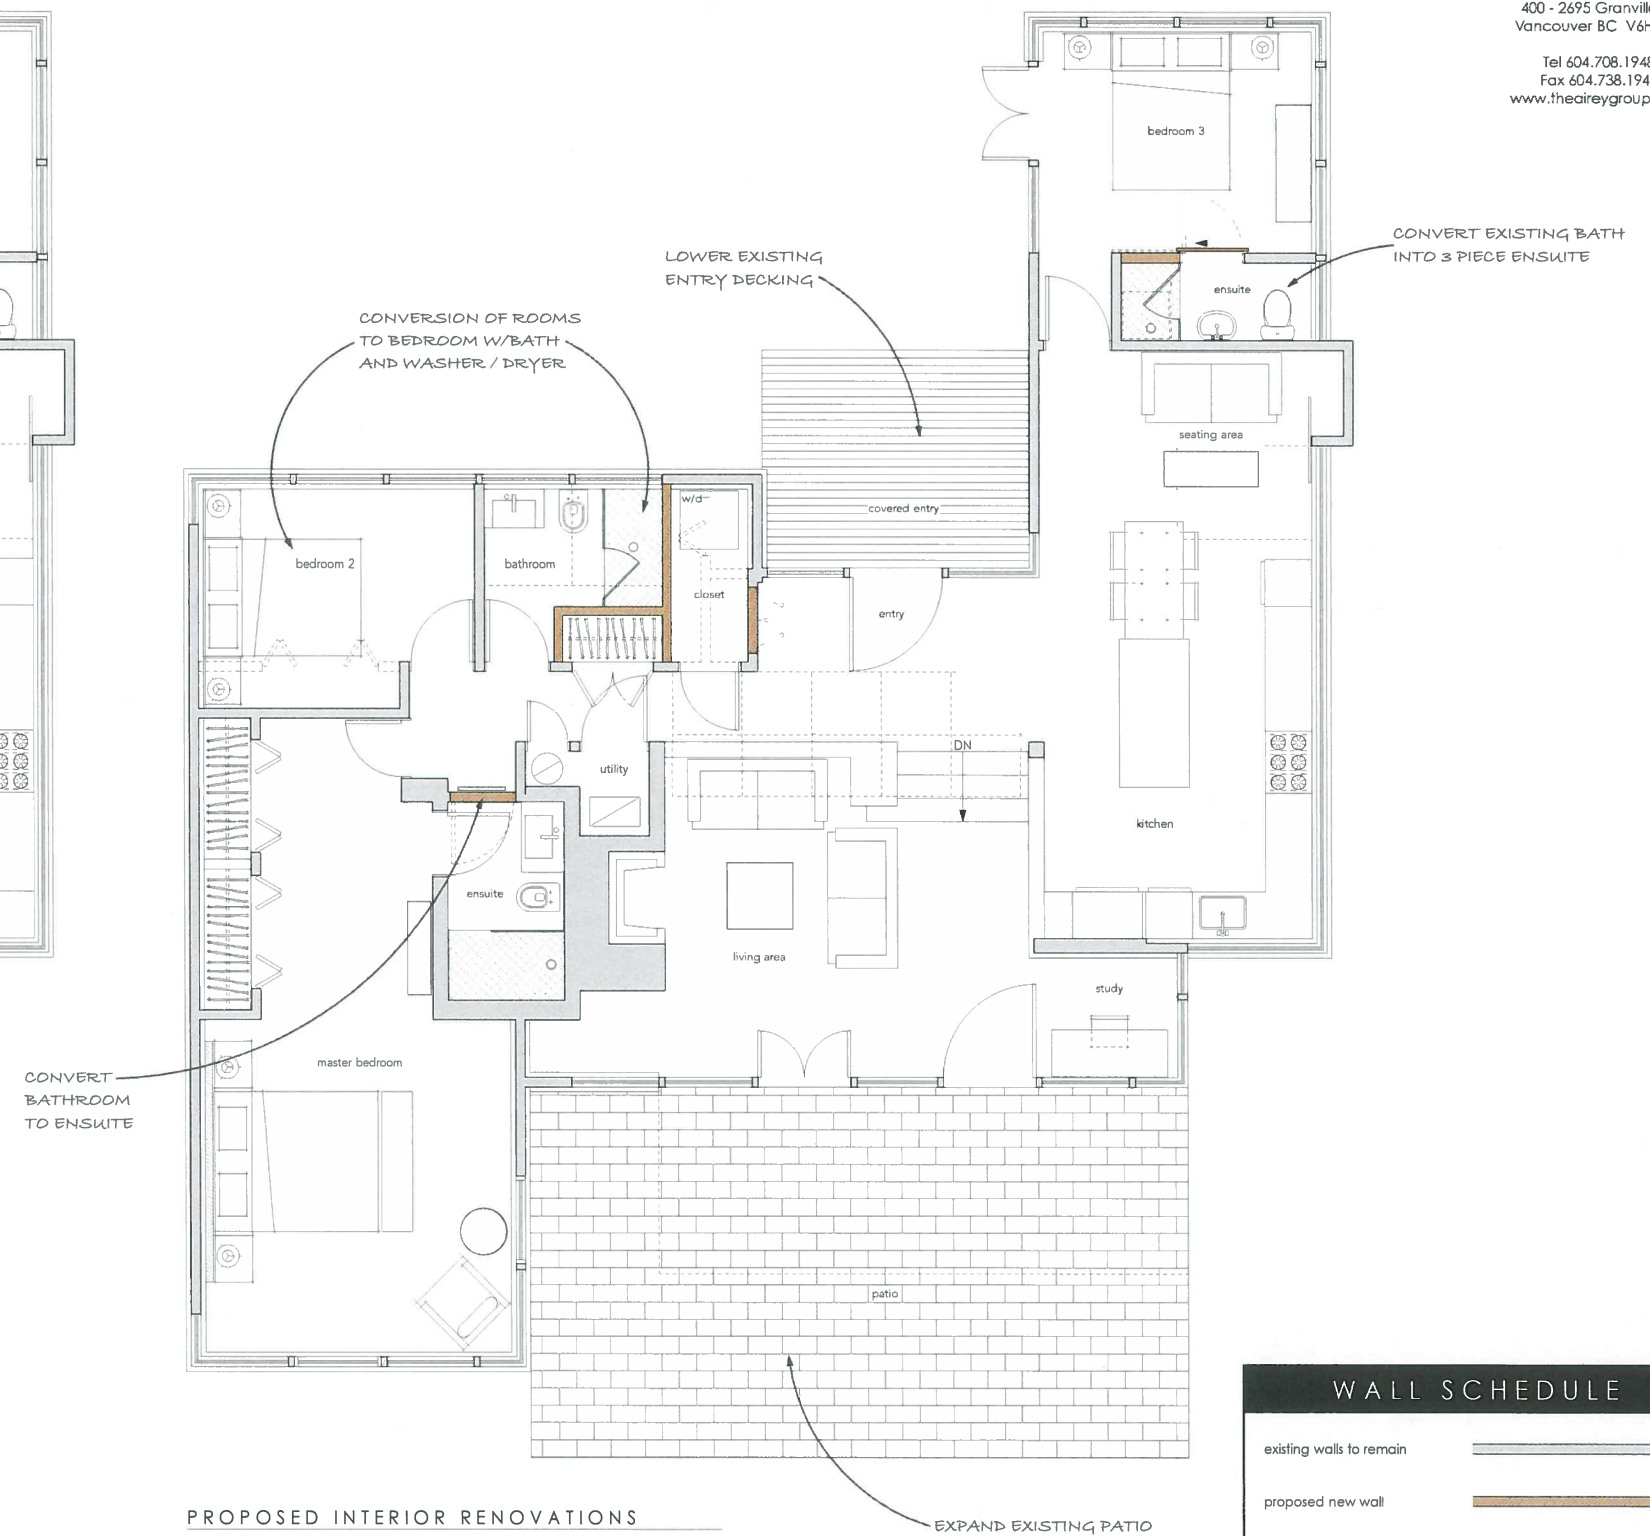 400 - 2695 Granville
Vancouver BC V6H
Tel 604.708.1948
Fax 604.738.194
www.theaireygroup
bedroom 3
CONVERT EXISTING BATH
INTO 3 PIECE ENSUITE
LOWER EXISTING
ENTRY DECKING
ensuite
CONVERSION OF ROOMS
TO BEDROOM W/BATH
AND WASHER / DRYER
seating area
w/d
covered entry
bedroom 2
bathroom
closet
entry
DN
utility
kitchen
ensuite
living area
study
master bedroom
CONVERT
BATHROOM
TO ENSUITE
patio
WALL SCHEDULE
existing walls to remain
proposed new wall
PROPOSED INTERIOR RENOVATIONS
EXPAND EXISTING PATIO